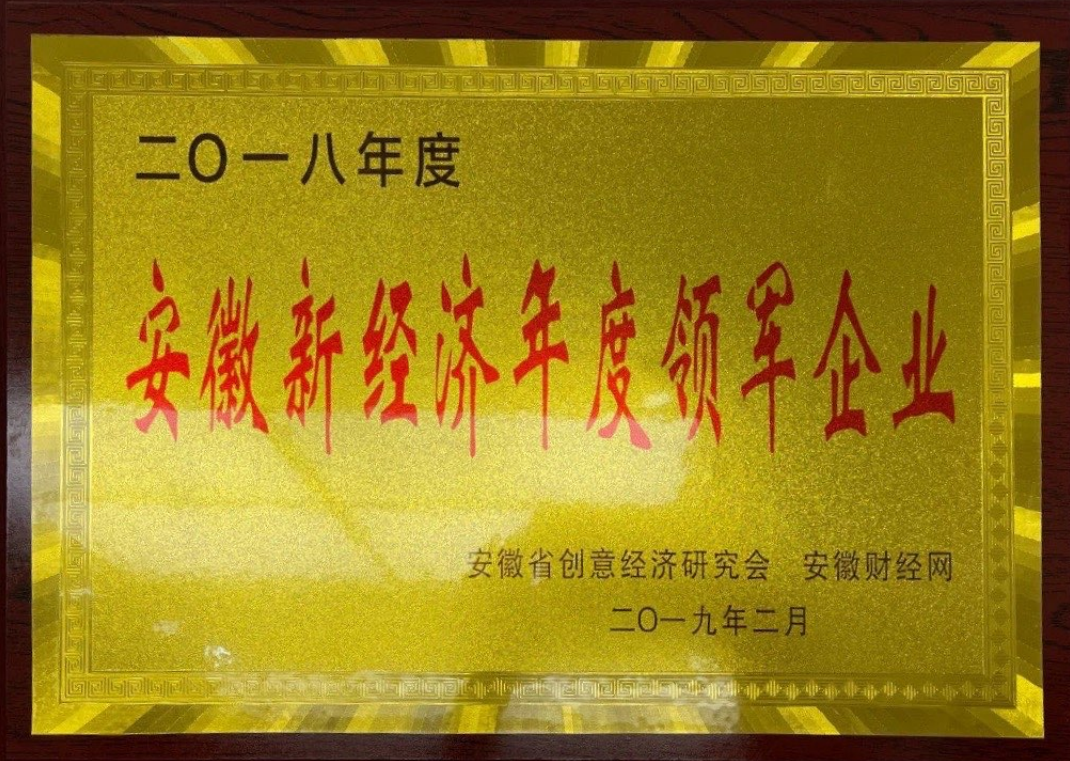 二〇一八年度
安徽新经济年度领军企业
安徽省创意经济研究会 安徽财经网
二〇一九年二月